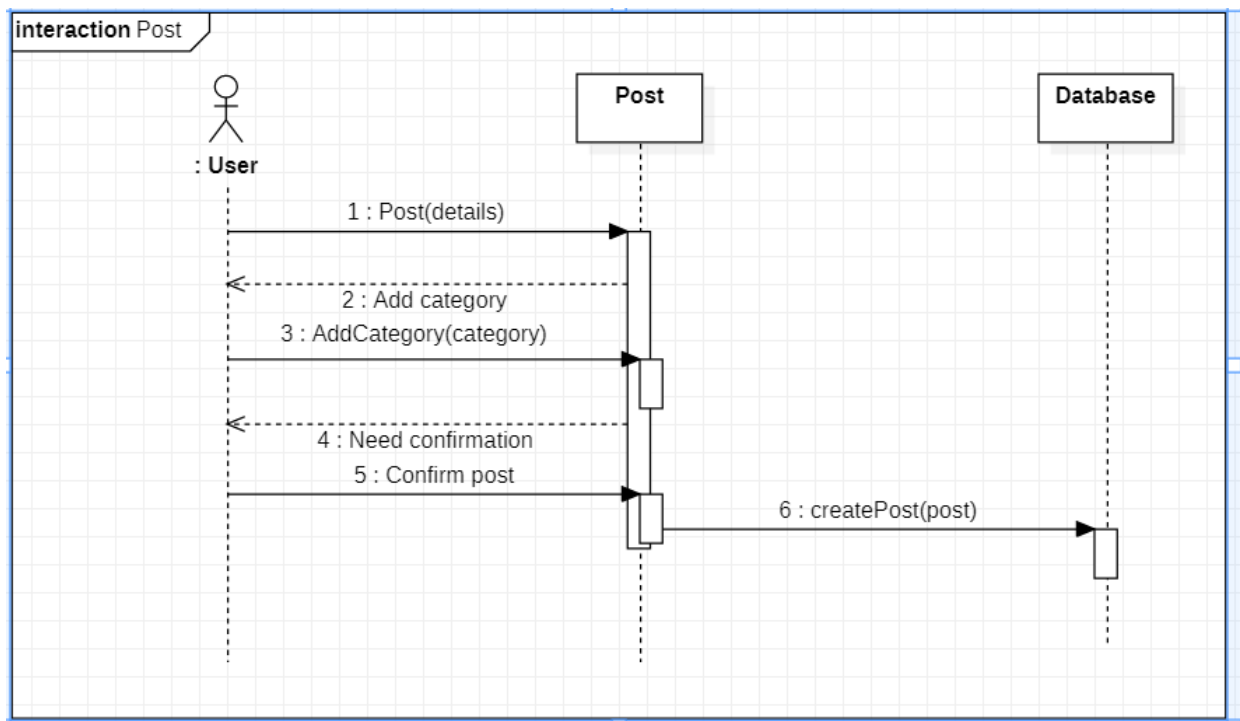 interaction Post
Post
Database
: User
1 : Post(details)
2 : Add category
3 : AddCategory(category)
4 : Need confirmation
5 : Confirm post
6 : createPost(post)